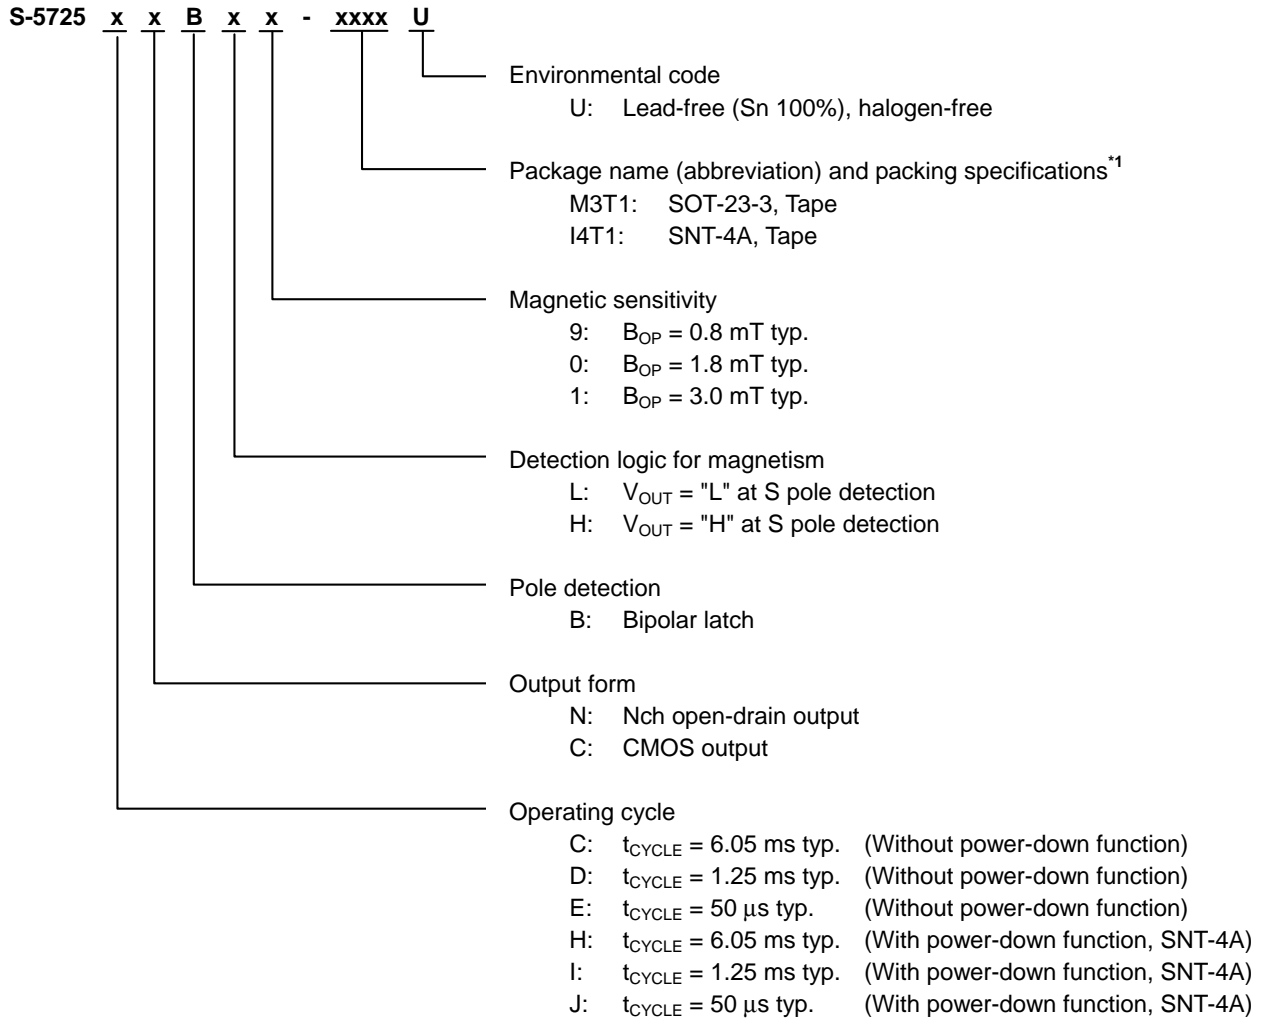 S-5725 x x B x x - xxxx U
Environmental code
U: Lead-free (Sn 100%), halogen-free
Package name (abbreviation) and packing specifications*1
M3T1: SOT-23-3, Tape
I4T1: SNT-4A, Tape
Magnetic sensitivity
9: BOP = 0.8 mT typ.
0: BOP = 1.8 mT typ.
1: BOP = 3.0 mT typ.
Detection logic for magnetism
L: VOUT = "L" at S pole detection
H: VOUT = "H" at S pole detection
Pole detection
B: Bipolar latch
Output form
N: Nch open-drain output
C: CMOS output
Operating cycle
C: tCYCLE = 6.05 ms typ. (Without power-down function)
D: tCYCLE = 1.25 ms typ. (Without power-down function)
E: tCYCLE = 50 μs typ. (Without power-down function)
H: tCYCLE = 6.05 ms typ. (With power-down function, SNT-4A)
I: tCYCLE = 1.25 ms typ. (With power-down function, SNT-4A)
J: tCYCLE = 50 μs typ. (With power-down function, SNT-4A)